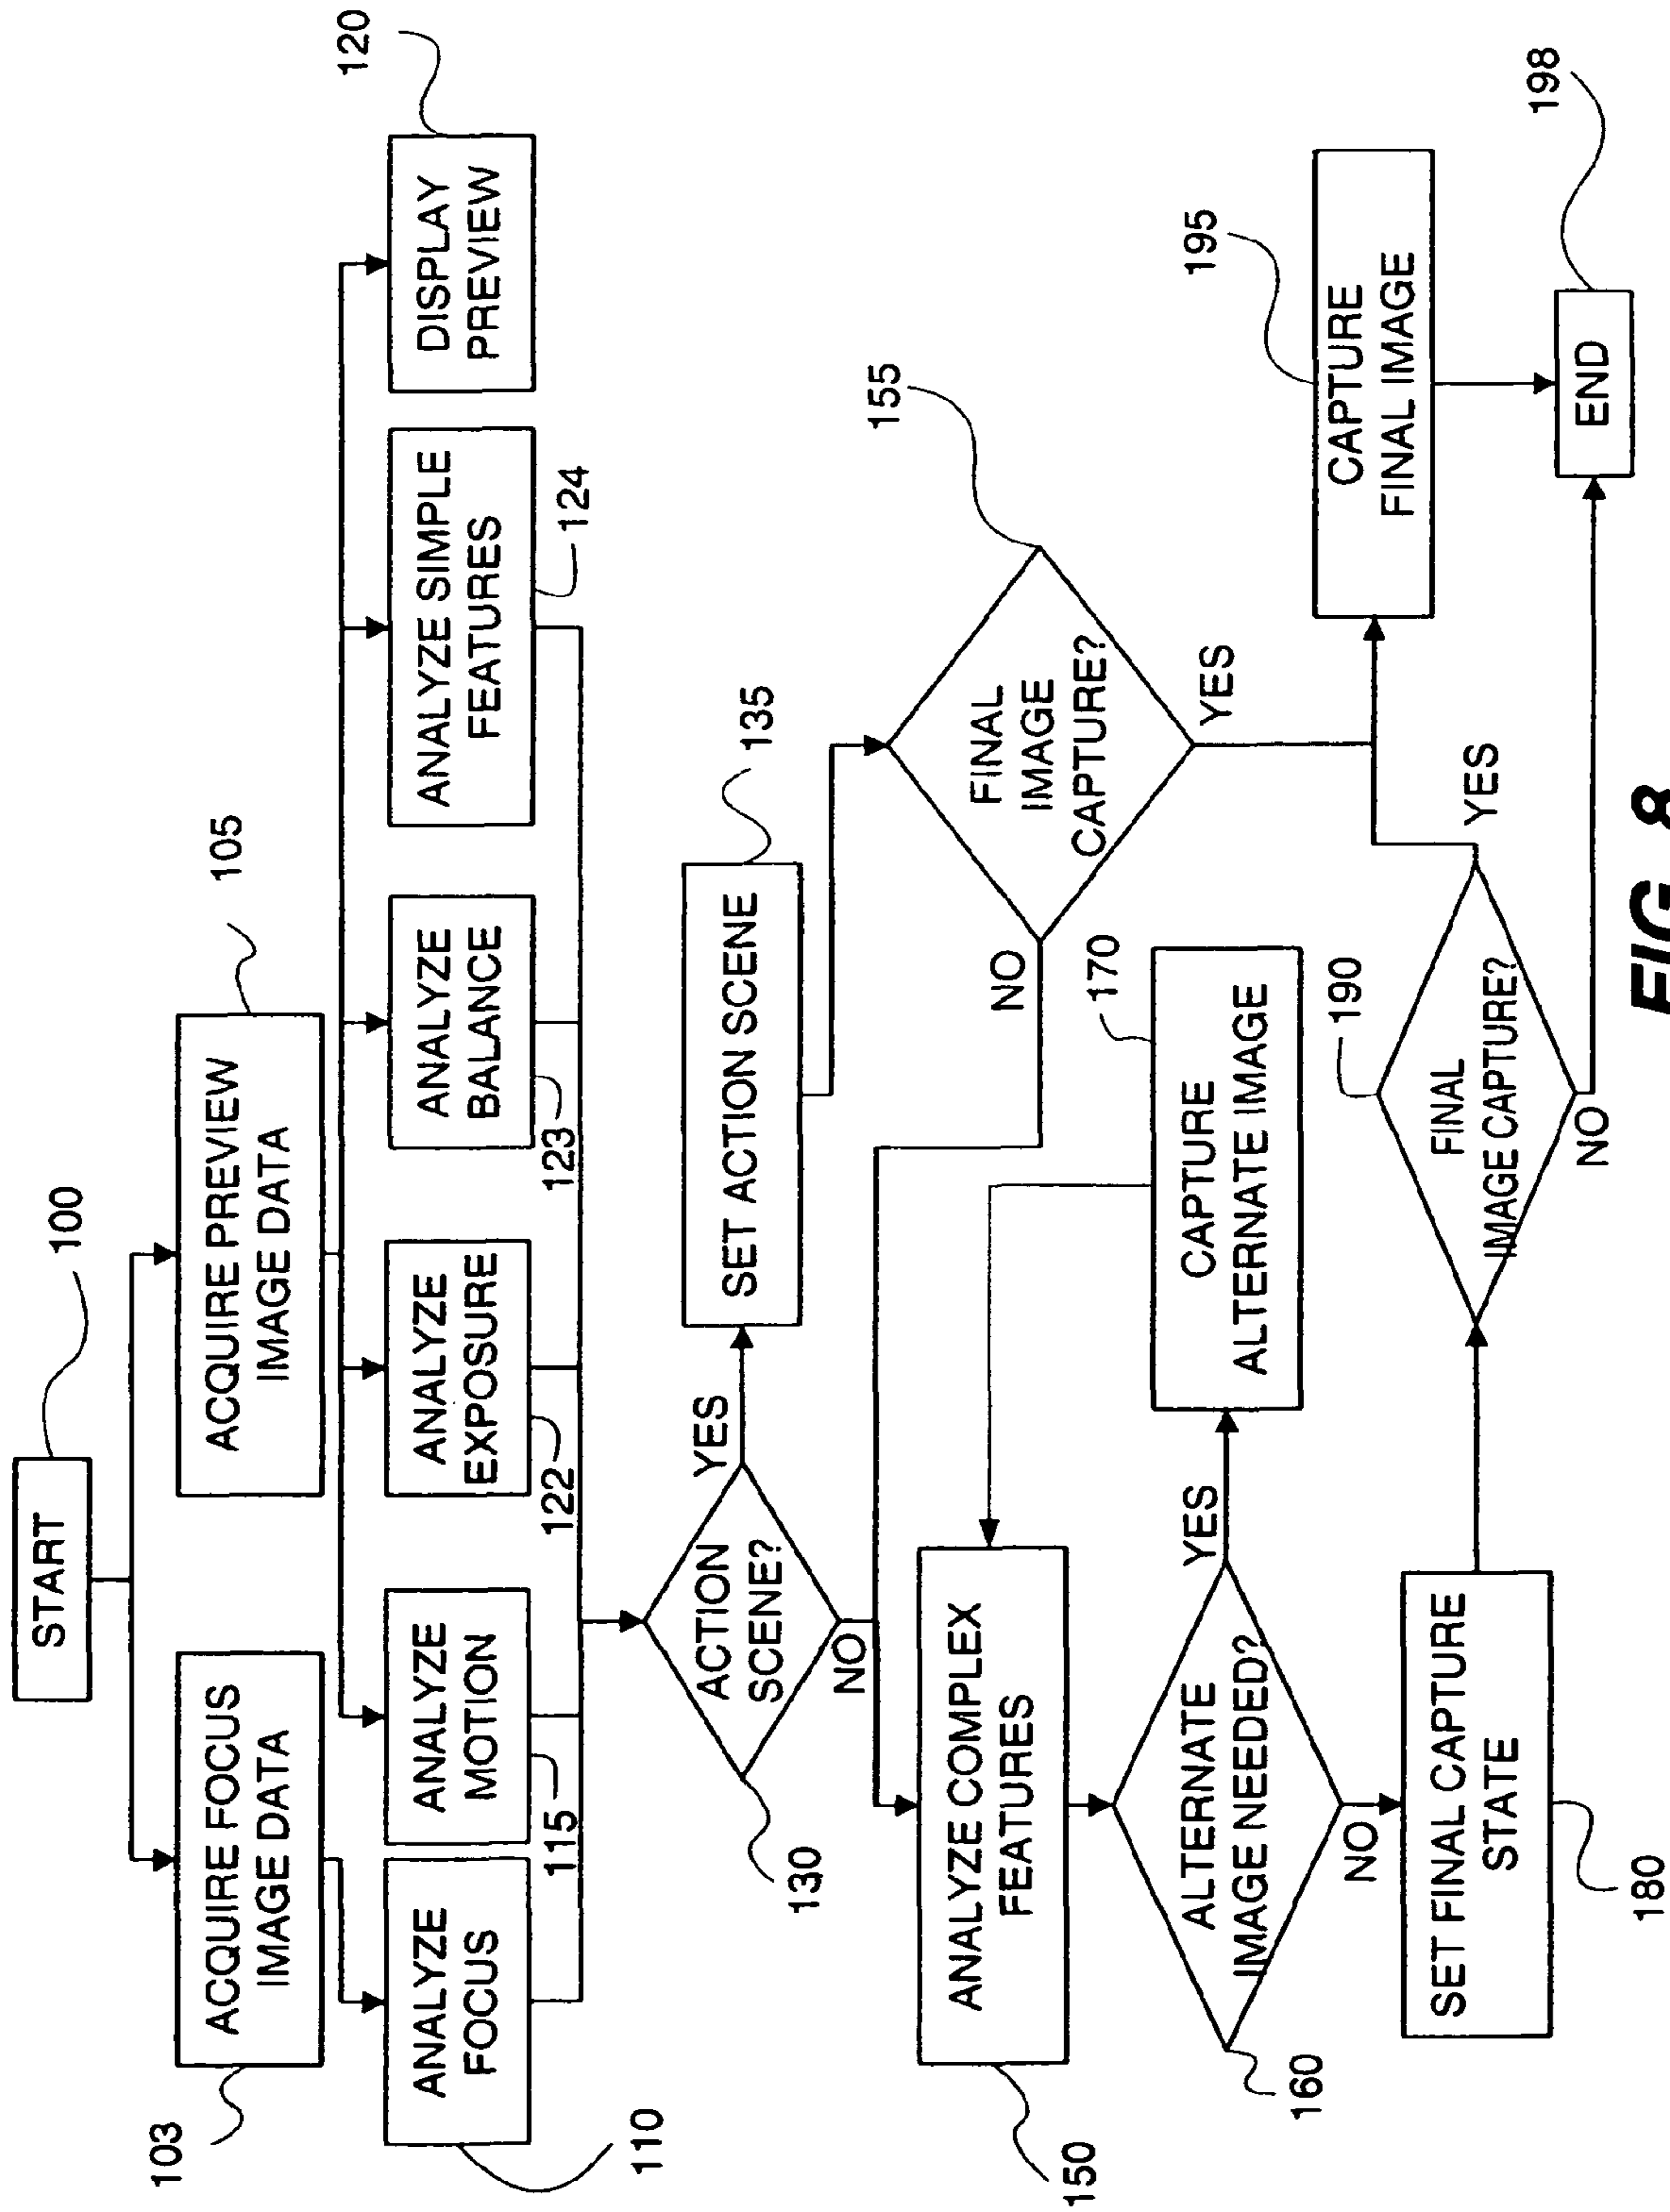 START
100
ACQUIRE FOCUS
IMAGE DATA
103
ACQUIRE PREVIEW
IMAGE DATA
105
ANALYZE
FOCUS
110
ANALYZE
MOTION
115
ANALYZE
EXPOSURE
122
ANALYZE
BALANCE
123
ANALYZE SIMPLE
FEATURES
124
DISPLAY
PREVIEW
120
ACTION
SCENE?
130
YES
NO
SET ACTION SCENE
135
FINAL
IMAGE
CAPTURE?
155
NO
YES
ANALYZE COMPLEX
FEATURES
150
ALTERNATE
IMAGE NEEDED?
160
YES
NO
CAPTURE
ALTERNATE IMAGE
170
SET FINAL CAPTURE
STATE
180
FINAL
IMAGE CAPTURE?
190
YES
NO
CAPTURE
FINAL IMAGE
195
END
198
FIG. 8